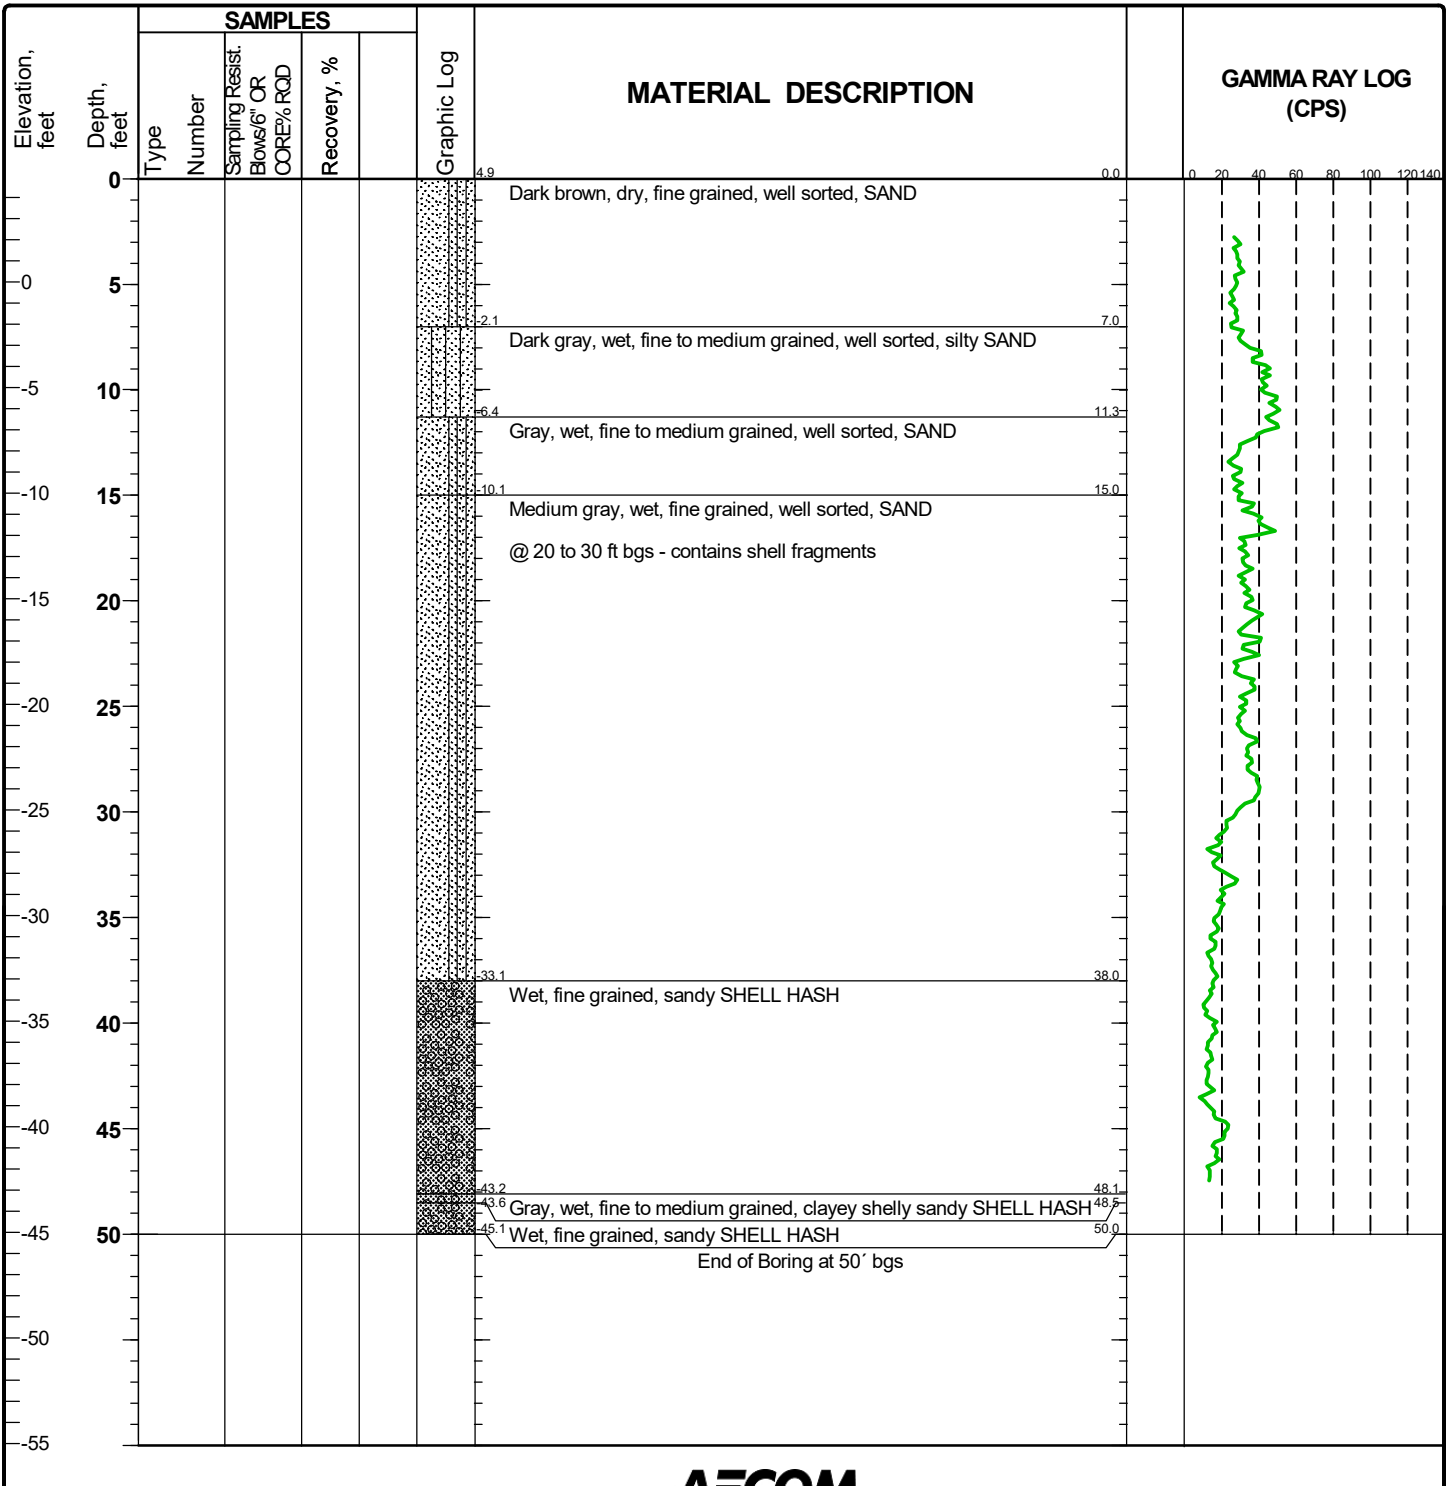 SAMPLES
Elevation,
feet
Depth,
feet
Type
Number
Sampling Resist.
Blows/6" OR
CORE% RQD
Recovery, %
Graphic Log
MATERIAL DESCRIPTION
GAMMA RAY LOG
(CPS)
0 4.9 0.0 0 20 40 60 80 100 120 140
Dark brown, dry, fine grained, well sorted, SAND
0
5
-2.1 7.0
Dark gray, wet, fine to medium grained, well sorted, silty SAND
-5
10
-6.4 11.3
Gray, wet, fine to medium grained, well sorted, SAND
-10
15 -10.1 15.0
Medium gray, wet, fine grained, well sorted, SAND
@ 20 to 30 ft bgs - contains shell fragments
-15
20
-20
25
-25
30
-30
35
-33.1 38.0
Wet, fine grained, sandy SHELL HASH
-35
40
-40
45
-43.2 48.1
-43.6 Gray, wet, fine to medium grained, clayey shelly sandy SHELL HASH 48.5
-45
50 -45.1 Wet, fine grained, sandy SHELL HASH 50.0
End of Boring at 50´ bgs
-50
-55
AECOM